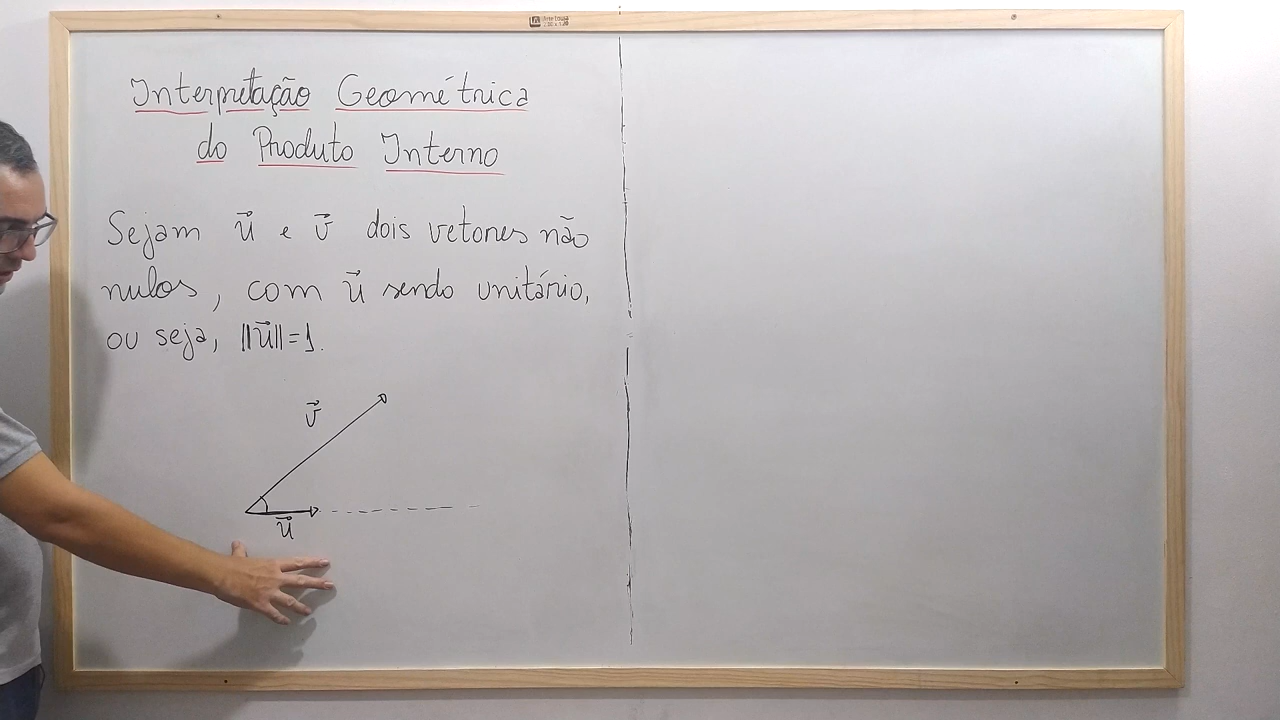 Interpretação Geométrica
do Produto Interno
Sejam u⃗ e v⃗ dois vetores não
nulos, com u⃗ sendo unitário,
ou seja, ||u⃗||=1.
v⃗
u⃗